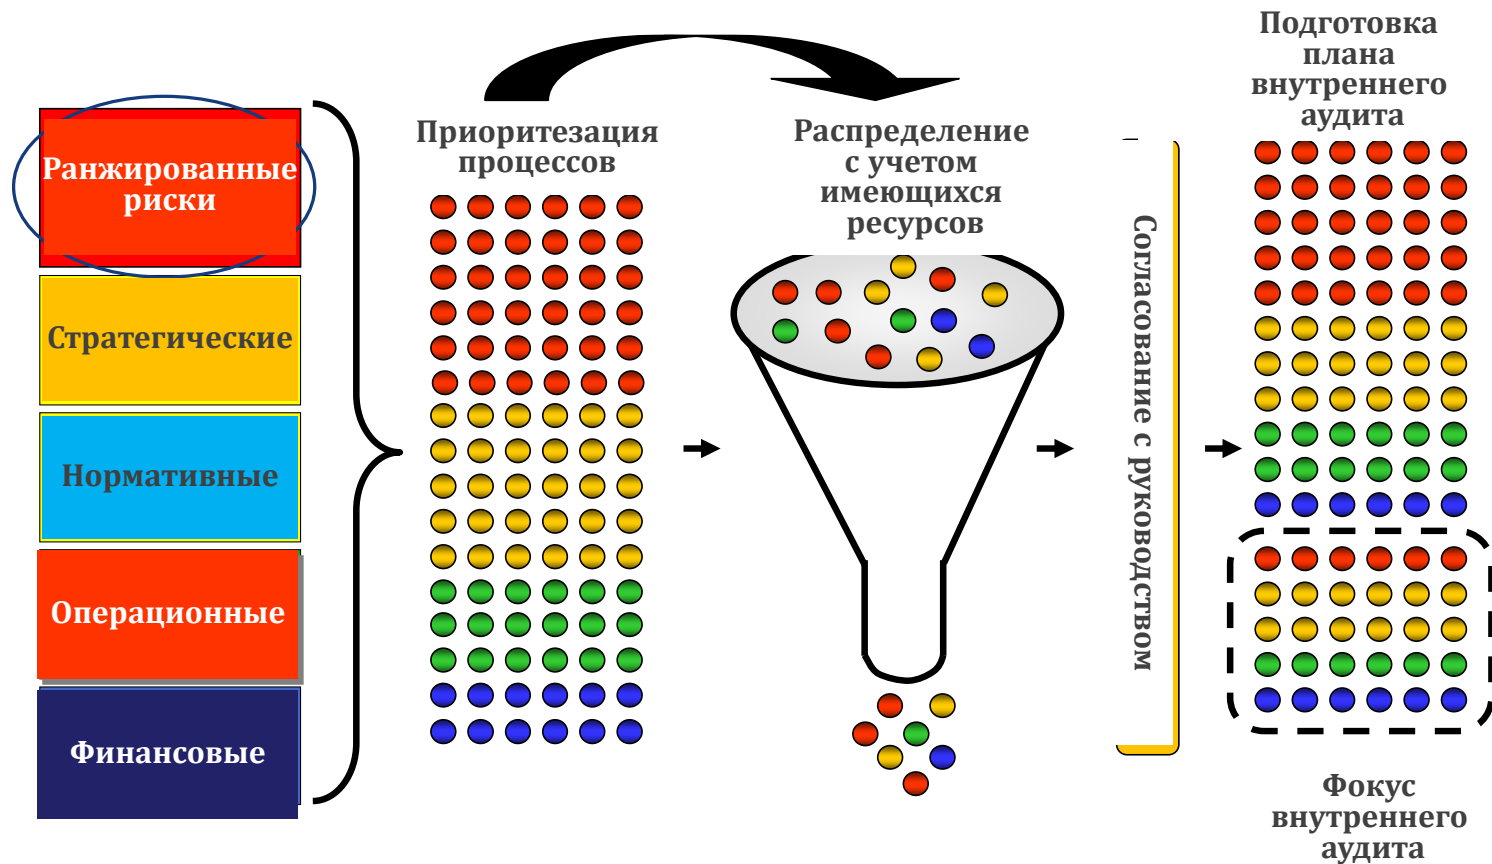 Ранжированные
риски
Стратегические
Нормативные
Операционные
Финансовые
Приоритезация
процессов
Распределение
с учетом
имеющихся
ресурсов
Согласование с руководством
Подготовка
плана
внутреннего
аудита
Фокус
внутреннего
аудита